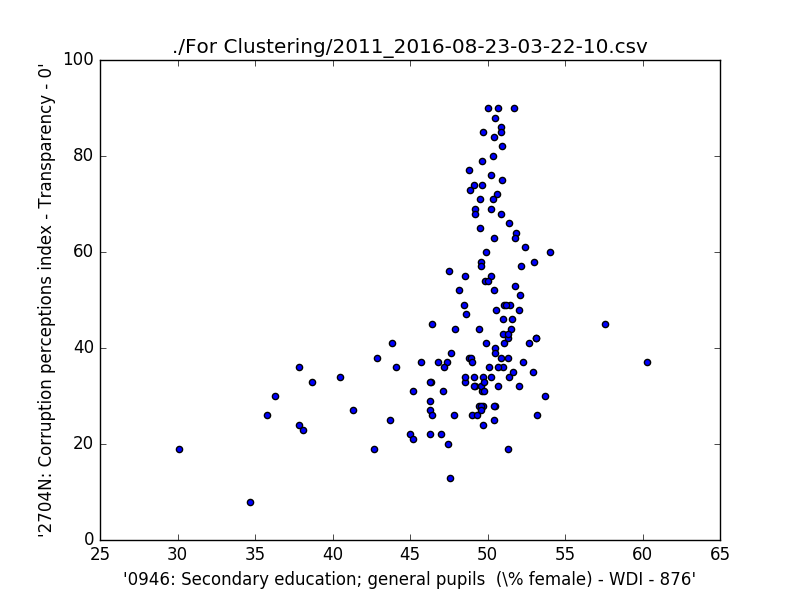 ./For Clustering/2011_2016-08-23-03-22-10.csv
'2704N: Corruption perceptions index - Transparency - 0'
100
80
60
40
20
0
25 30 35 40 45 50 55 60 65
'0946: Secondary education; general pupils  (\% female) - WDI - 876'